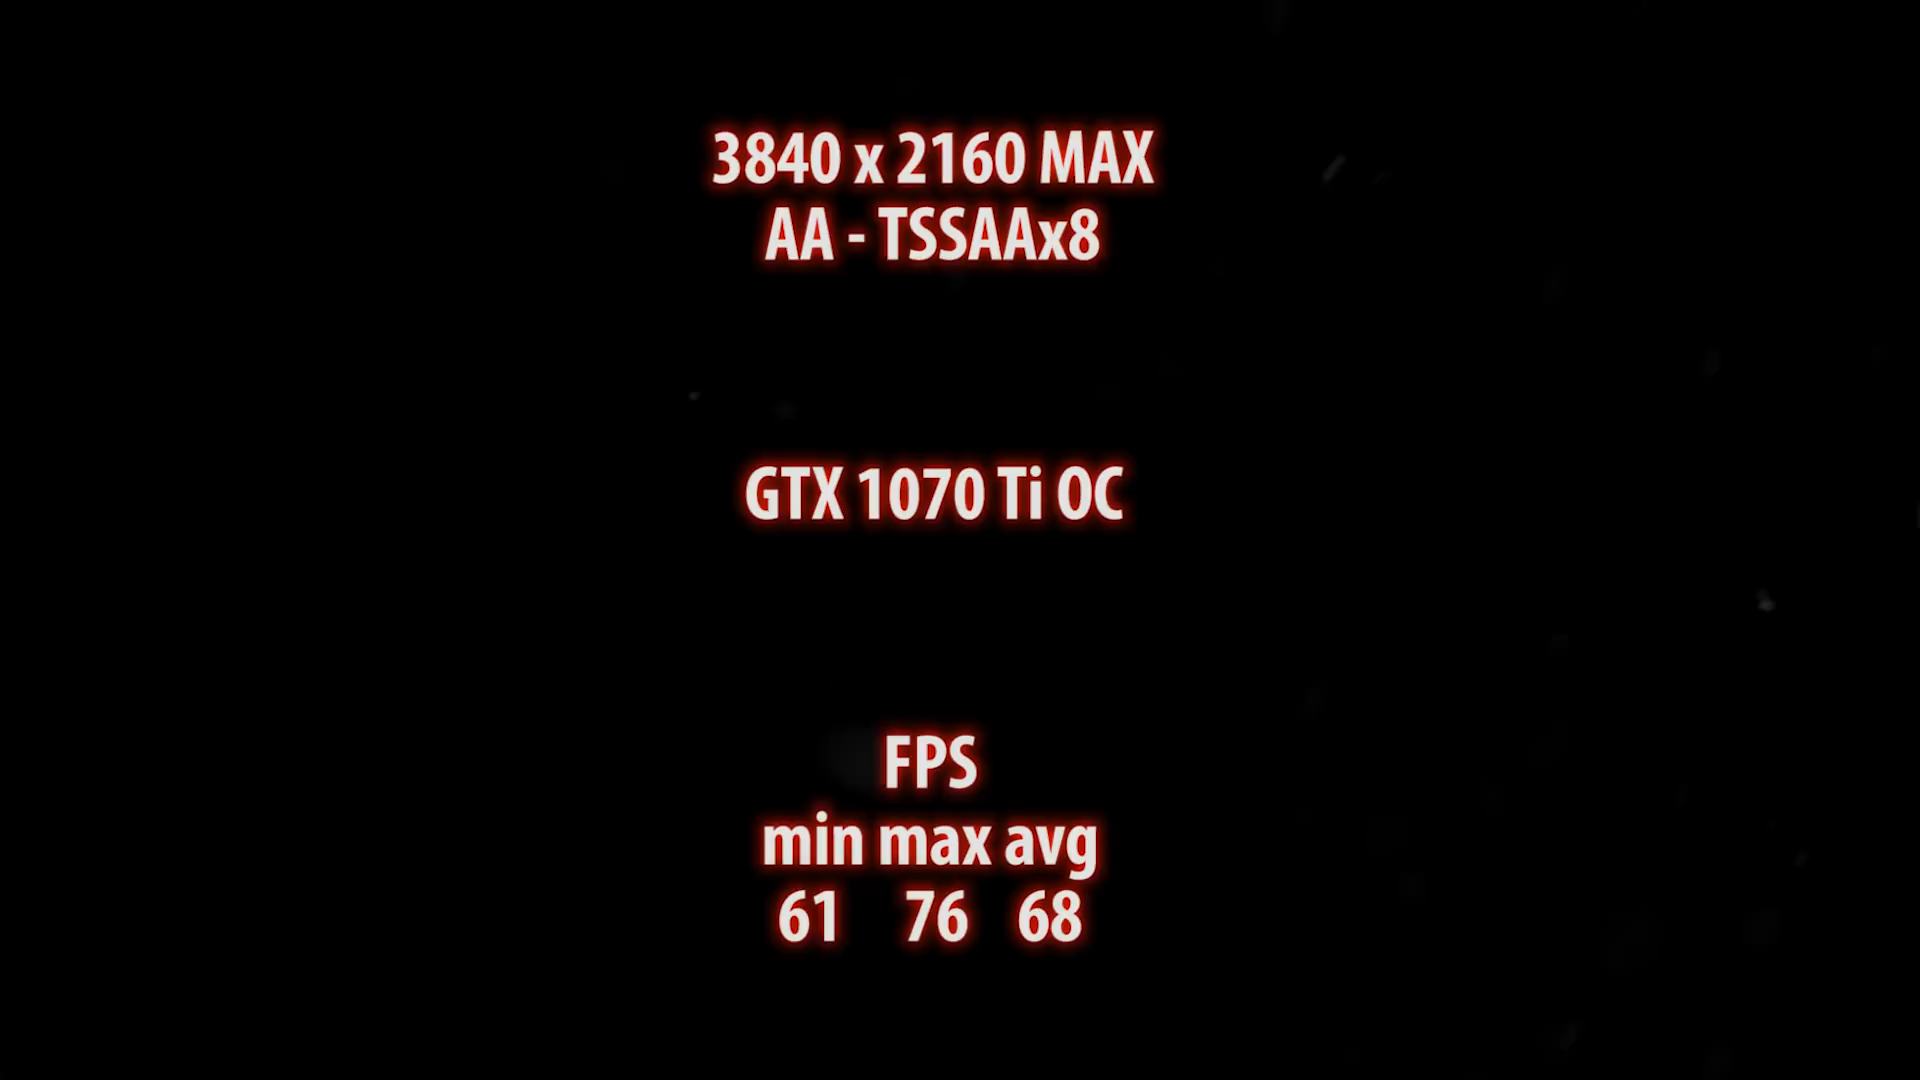 3840 x 2160 MAX
AA - TSSAAx8
GTX 1070 Ti OC
FPS
min max avg
61 76 68